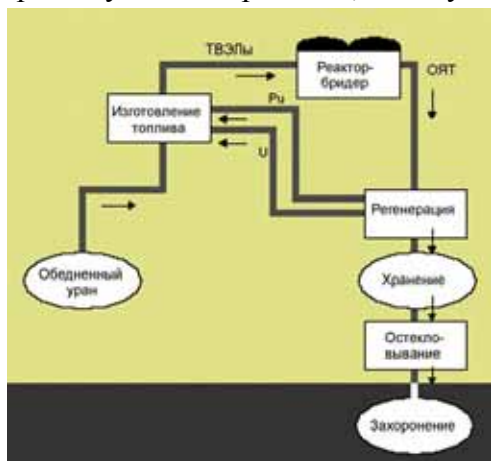 ТВЭЛы
Реактор-
бридер
ОЯТ
Изготовление
топлива
Pu
U
Регенерация
Обедненный
уран
Хранение
Остекло-
вывание
Захоронение